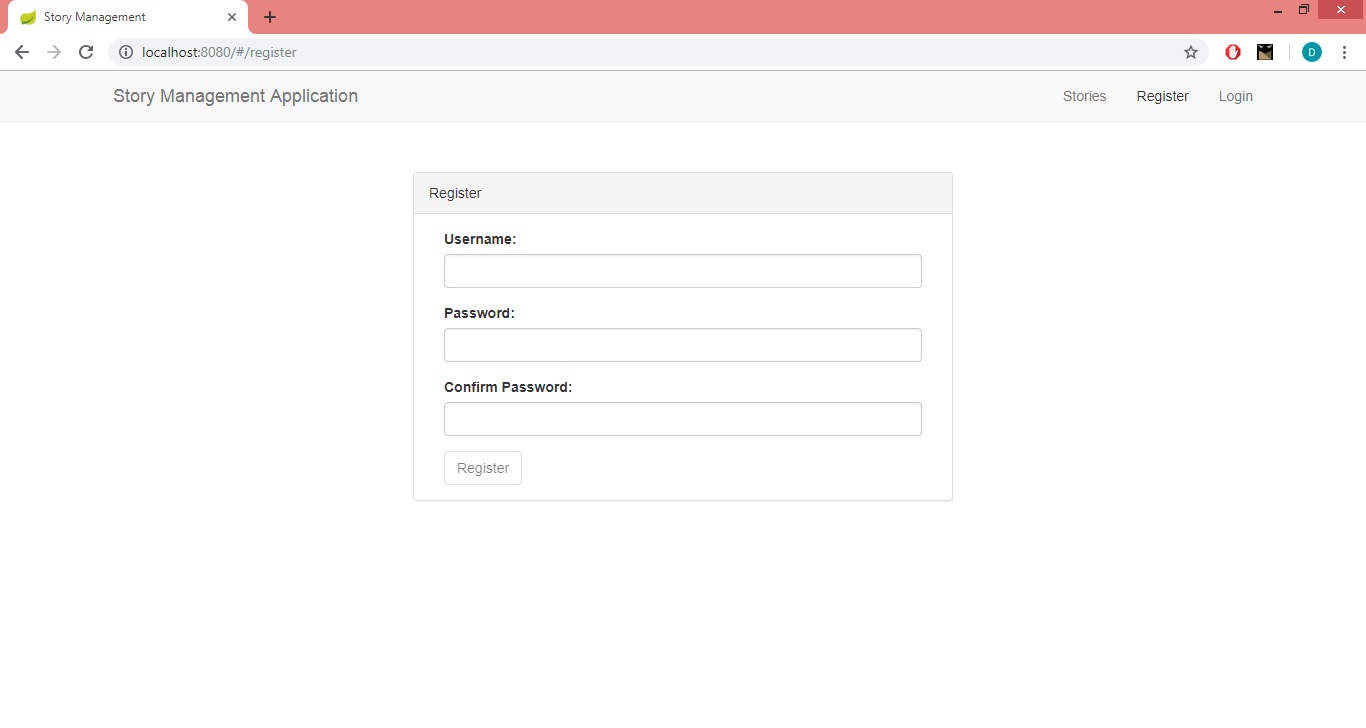 Story Management
localhost:8080/#/register
D
Story Management Application
Stories
Register
Login
Register
Username:
Password:
Confirm Password:
Register